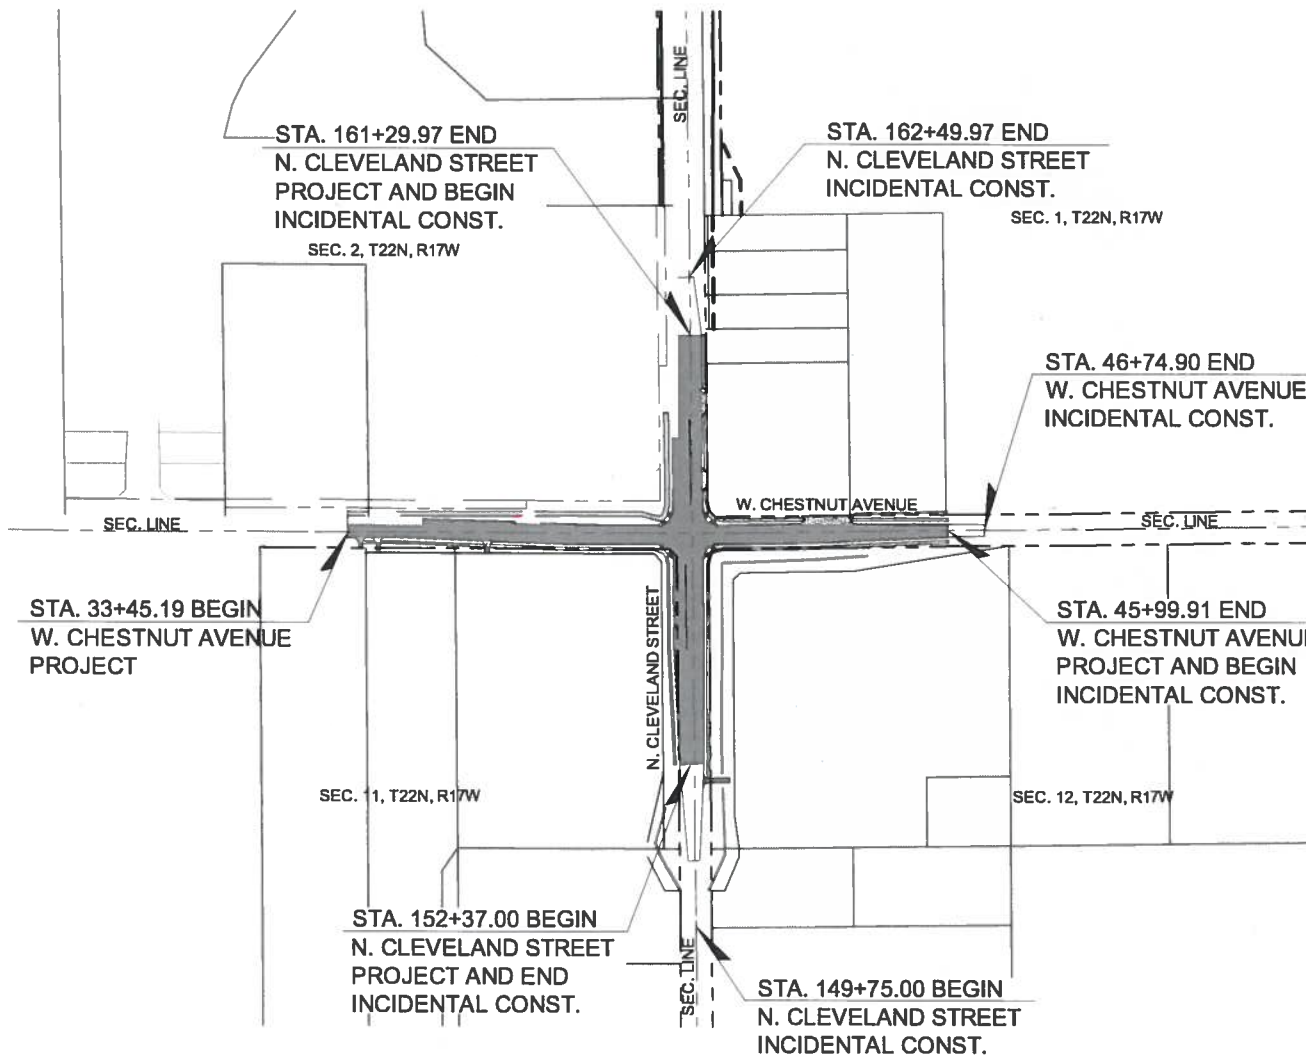 SEC. LINE
STA. 161+29.97 END
N. CLEVELAND STREET
PROJECT AND BEGIN
INCIDENTAL CONST.
SEC. 2, T22N, R17W
STA. 162+49.97 END
N. CLEVELAND STREET
INCIDENTAL CONST.
SEC. 1, T22N, R17W
STA. 46+74.90 END
W. CHESTNUT AVENUE
INCIDENTAL CONST.
W. CHESTNUT AVENUE
SEC. LINE
SEC. LINE
STA. 33+45.19 BEGIN
W. CHESTNUT AVENUE
PROJECT
N. CLEVELAND STREET
STA. 45+99.91 END
W. CHESTNUT AVENUE
PROJECT AND BEGIN
INCIDENTAL CONST.
SEC. 11, T22N, R17W
SEC. 12, T22N, R17W
STA. 152+37.00 BEGIN
N. CLEVELAND STREET
PROJECT AND END
INCIDENTAL CONST.
SEC. LINE
STA. 149+75.00 BEGIN
N. CLEVELAND STREET
INCIDENTAL CONST.